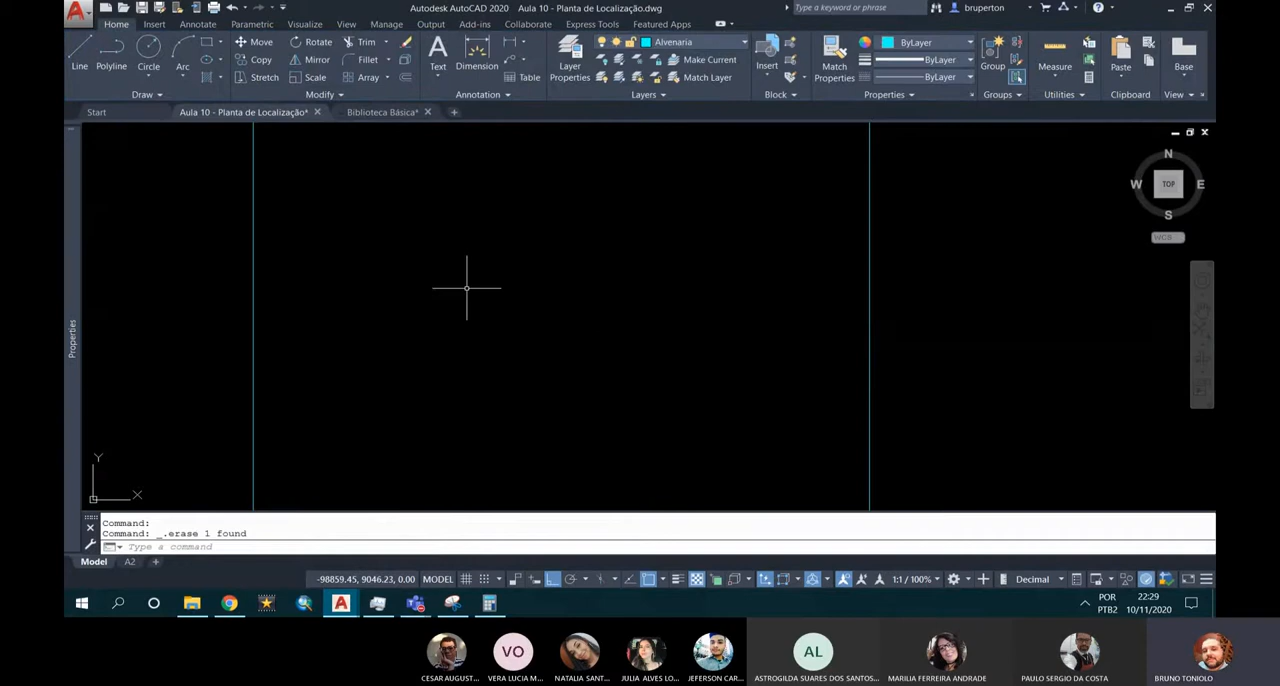 Autodesk AutoCAD 2020 Aula 10 - Planta de Localização.dwg
Type a keyword or phrase
bruperton
Home Insert Annotate Parametric Visualize View Manage Output Add-ins Collaborate Express Tools Featured Apps
Line Polyline Circle Arc
Move Rotate Trim
Copy Mirror Fillet
Stretch Scale Array
Text Dimension Table
Layer Properties
Alvenaria
Make Current
Match Layer
Insert
Match Properties
ByLayer
ByLayer
ByLayer
Group
Measure
Paste
Base
Draw Modify Annotation Layers Block Properties Groups Utilities Clipboard View
Start Aula 10 - Planta de Localização* Biblioteca Básica*
N
W TOP E
S
WCS
Properties
Y
X
Command:
Command: _.erase 1 found
Type a command
Model A2
-98859.45, 9046.23, 0.00 MODEL 1:1 / 100% Decimal
POR
PTB2
22:29
10/11/2020
VO AL
CESAR AUGUST... VERA LUCIA M... NATALIA SANT... JULIA ALVES LO... JEFERSON CAR... ASTROGILDA SUARES DOS SANTOS... MARILIA FERREIRA ANDRADE PAULO SERGIO DA COSTA BRUNO TONIOLO